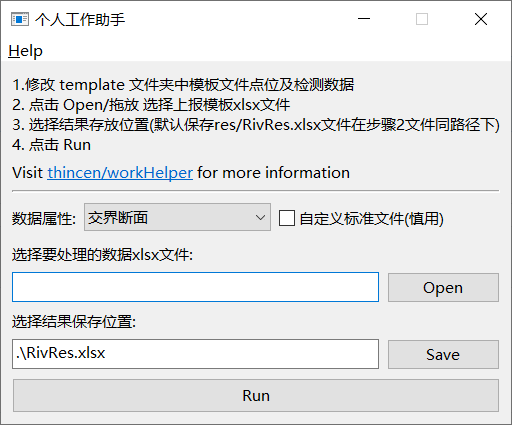 个人工作助手
Help
1.修改 template 文件夹中模板文件点位及检测数据
2. 点击 Open/拖放 选择上报模板xlsx文件
3. 选择结果存放位置(默认保存res/RivRes.xlsx文件在步骤2文件同路径下)
4. 点击 Run
Visit thincen/workHelper for more information
数据属性: 交界断面 自定义标准文件(慎用)
选择要处理的数据xlsx文件:
Open
选择结果保存位置:
.\RivRes.xlsx Save
Run